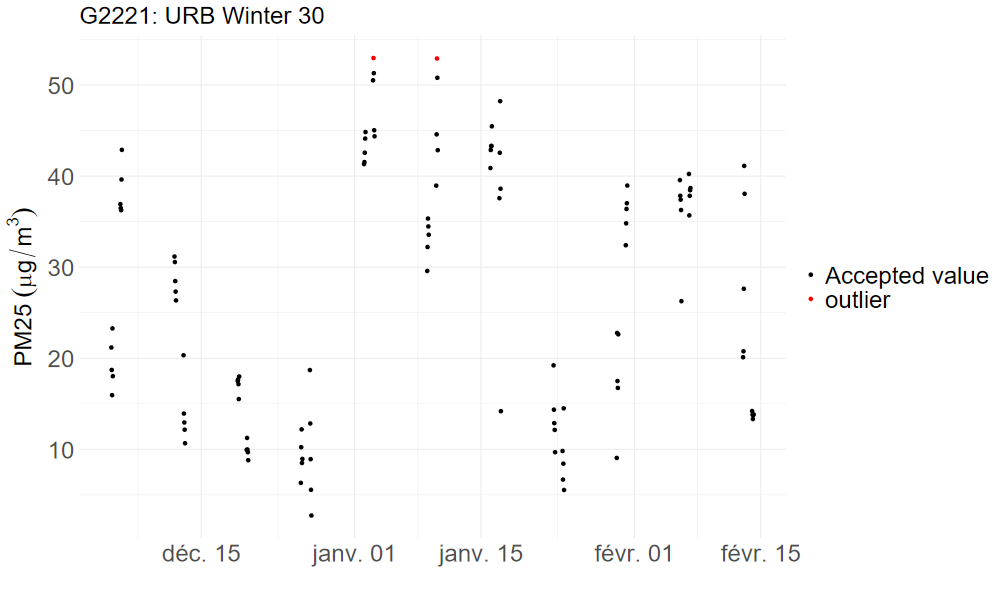 G2221: URB Winter 30
PM25 (μg/m³)
50
40
30
20
10
déc. 15
janv. 01
janv. 15
févr. 01
févr. 15
Accepted value
outlier